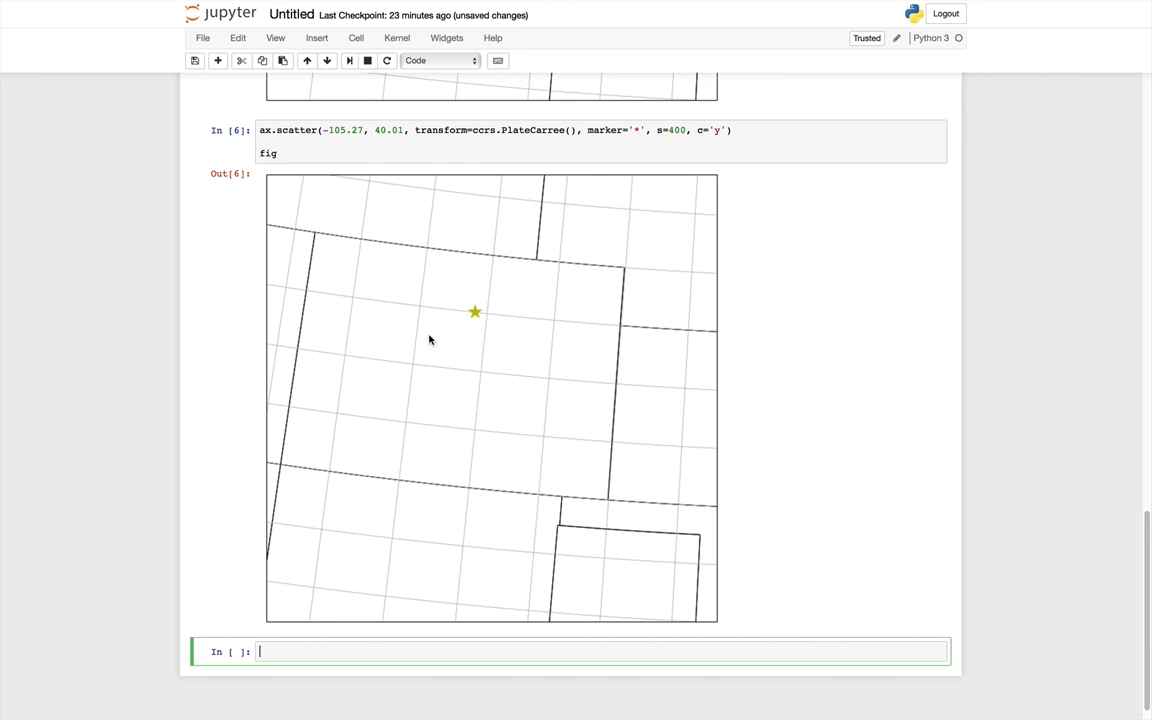 jupyter Untitled Last Checkpoint: 23 minutes ago (unsaved changes)
Logout
File Edit View Insert Cell Kernel Widgets Help
Trusted Python 3
Code
In [6]: ax.scatter(-105.27, 40.01, transform=ccrs.PlateCarree(), marker='*', s=400, c='y')
fig
Out[6]:
In [ ]: